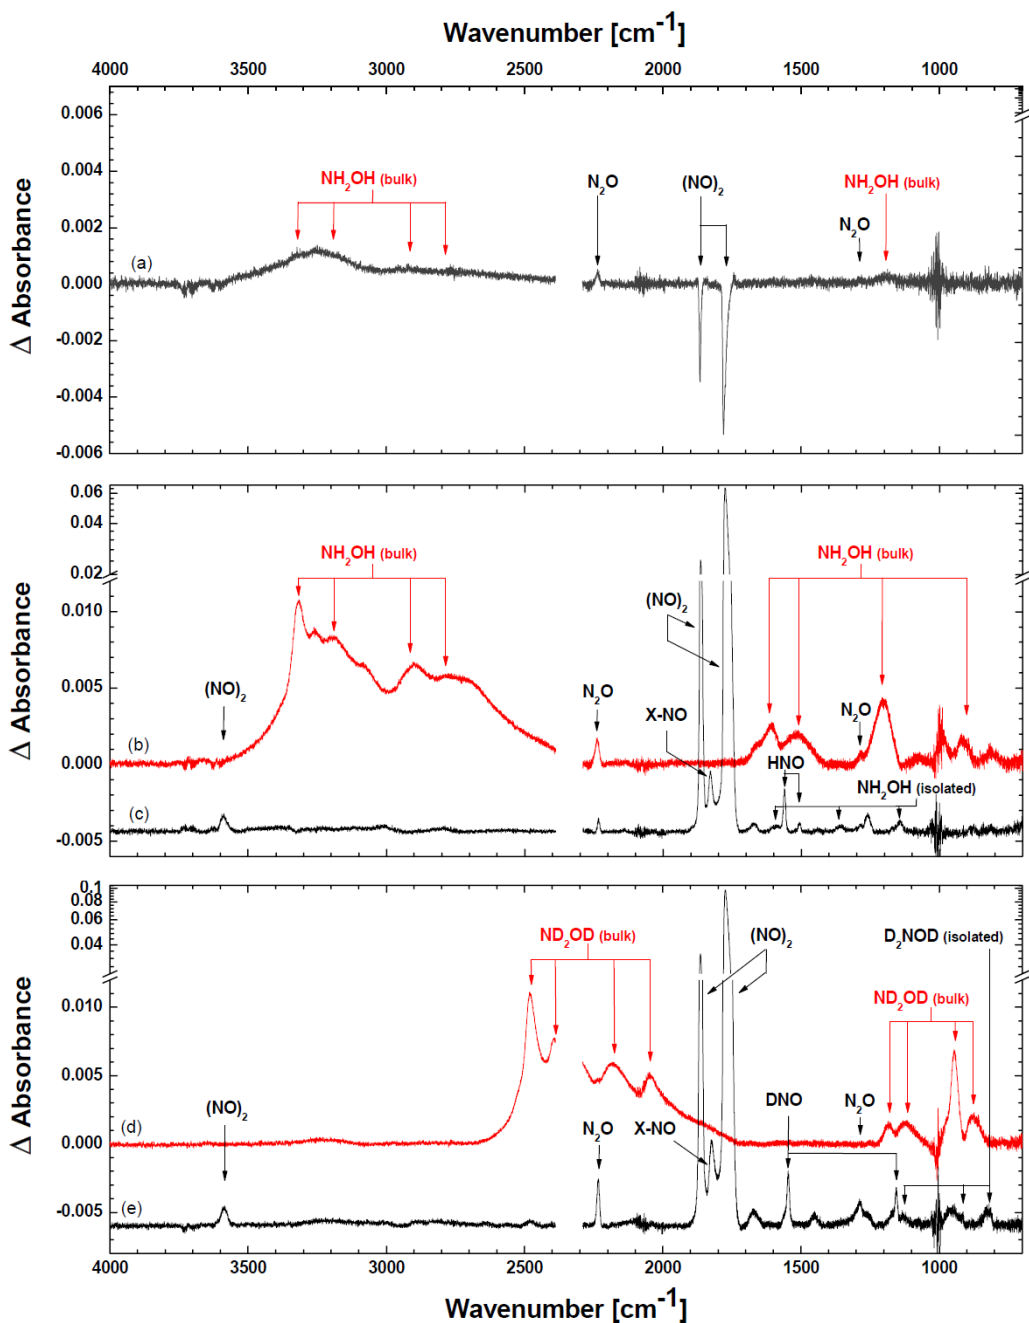 Wavenumber [cm⁻¹]
4000 3500 3000 2500 2000 1500 1000
Δ Absorbance
0.006
0.004
0.002
0.000
-0.002
-0.004
-0.006
NH₂OH (bulk)
N₂O
(NO)₂
N₂O
NH₂OH (bulk)
(a)
Δ Absorbance
0.06
0.04
0.02
0.010
0.005
0.000
-0.005
NH₂OH (bulk)
NH₂OH (bulk)
(NO)₂
(NO)₂
N₂O
X-NO
N₂O
HNO
NH₂OH (isolated)
(b)
(c)
Δ Absorbance
0.1
0.08
0.06
0.04
0.010
0.005
0.000
-0.005
ND₂OD (bulk)
(NO)₂
D₂NOD (isolated)
ND₂OD (bulk)
(NO)₂
N₂O
X-NO
DNO
N₂O
(d)
(e)
4000 3500 3000 2500 2000 1500 1000
Wavenumber [cm⁻¹]